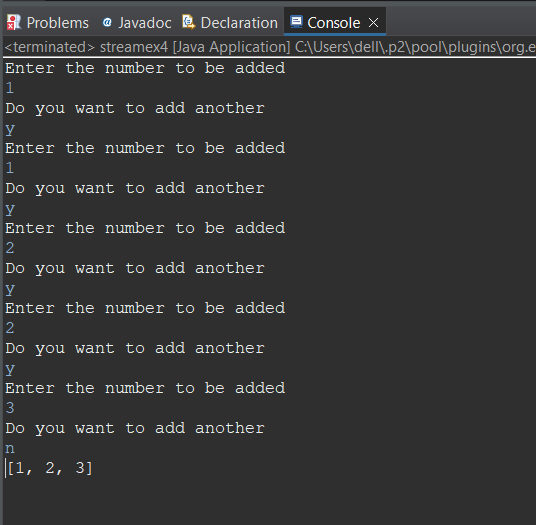 Problems @ Javadoc Declaration Console
<terminated> streamex4 [Java Application] C:\Users\dell\.p2\pool\plugins\org.e
Enter the number to be added
1
Do you want to add another
y
Enter the number to be added
1
Do you want to add another
y
Enter the number to be added
2
Do you want to add another
y
Enter the number to be added
2
Do you want to add another
y
Enter the number to be added
3
Do you want to add another
n
[1, 2, 3]